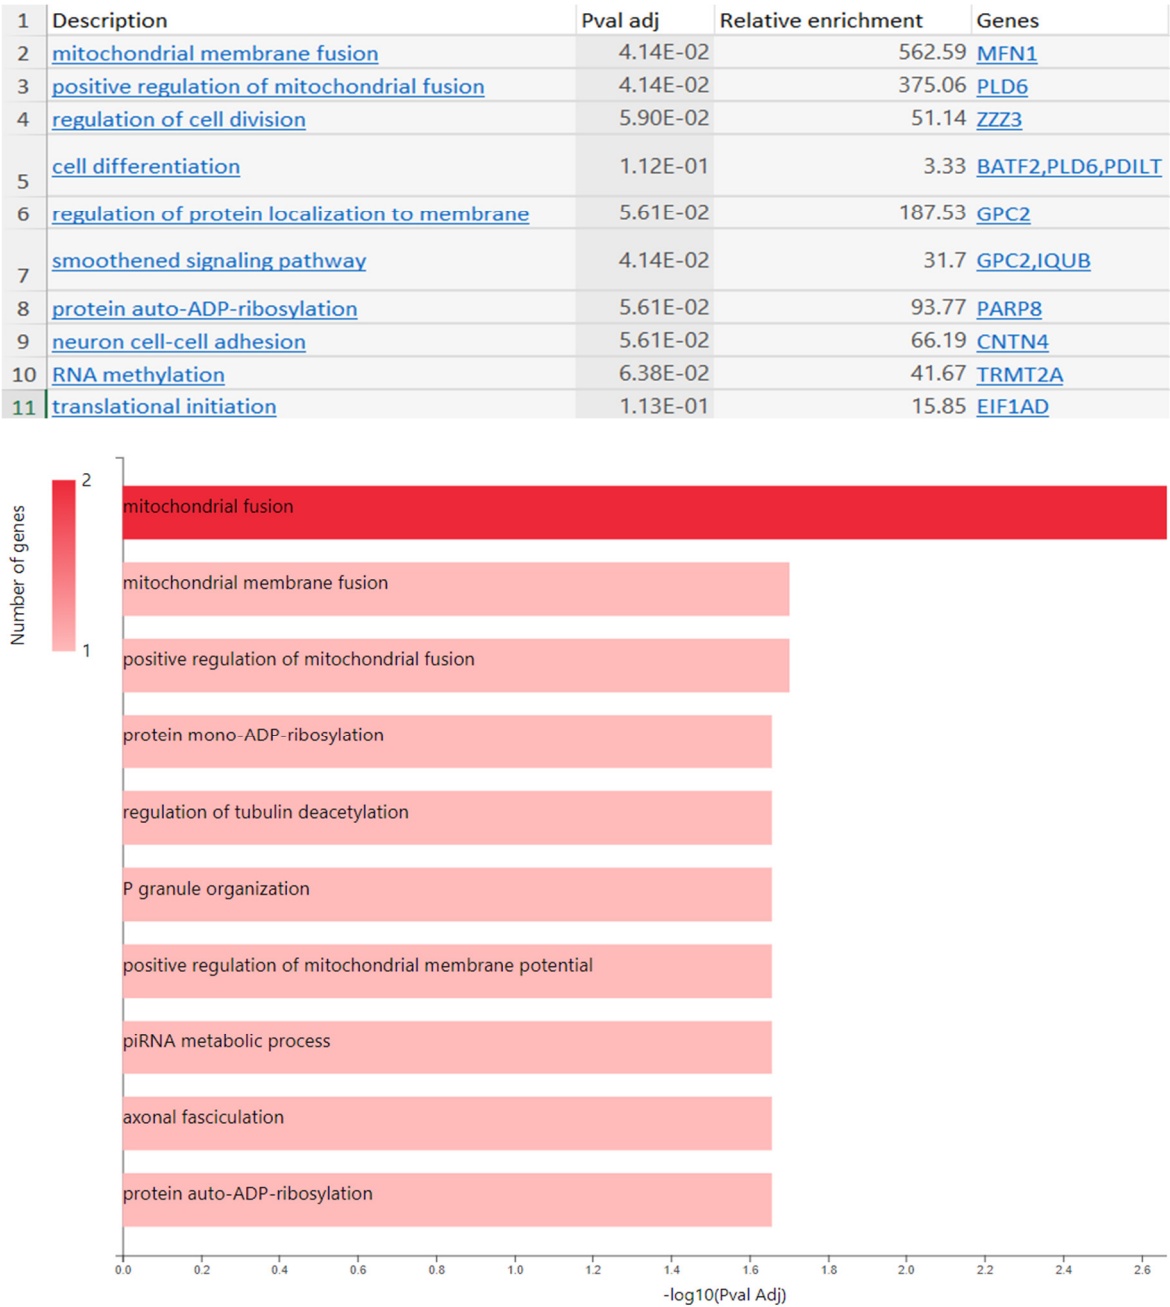 1 Description Pval adj Relative enrichment Genes
2 mitochondrial membrane fusion 4.14E-02 562.59 MFN1
3 positive regulation of mitochondrial fusion 4.14E-02 375.06 PLD6
4 regulation of cell division 5.90E-02 51.14 ZZZ3
5 cell differentiation 1.12E-01 3.33 BATF2,PLD6,PDILT
6 regulation of protein localization to membrane 5.61E-02 187.53 GPC2
7 smoothened signaling pathway 4.14E-02 31.7 GPC2,IQUB
8 protein auto-ADP-ribosylation 5.61E-02 93.77 PARP8
9 neuron cell-cell adhesion 5.61E-02 66.19 CNTN4
10 RNA methylation 6.38E-02 41.67 TRMT2A
11 translational initiation 1.13E-01 15.85 EIF1AD
Number of genes
2
1
mitochondrial fusion
mitochondrial membrane fusion
positive regulation of mitochondrial fusion
protein mono-ADP-ribosylation
regulation of tubulin deacetylation
P granule organization
positive regulation of mitochondrial membrane potential
piRNA metabolic process
axonal fasciculation
protein auto-ADP-ribosylation
0.0 0.2 0.4 0.6 0.8 1.0 1.2 1.4 1.6 1.8 2.0 2.2 2.4 2.6
-log10(Pval Adj)